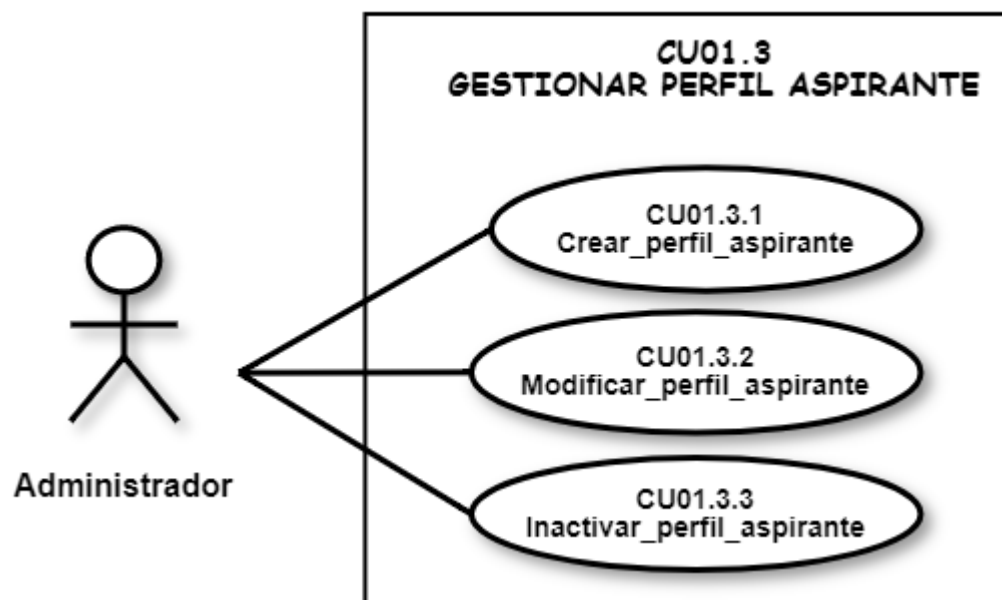 CU01.3
GESTIONAR PERFIL ASPIRANTE
CU01.3.1
Crear_perfil_aspirante
CU01.3.2
Modificar_perfil_aspirante
CU01.3.3
Inactivar_perfil_aspirante
Administrador